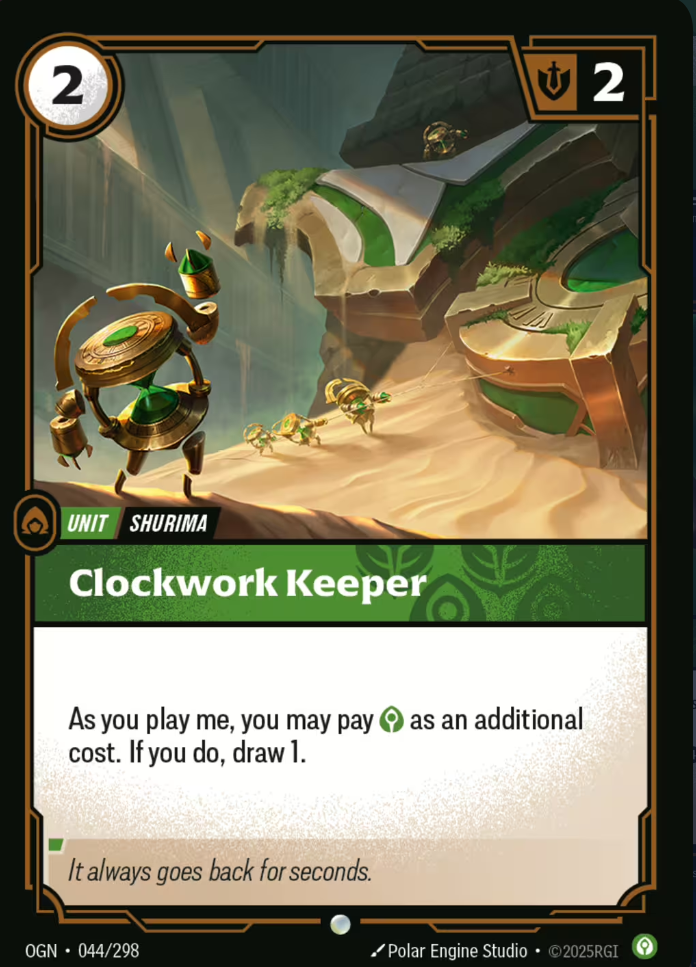 2
2
UNIT SHURIMA
Clockwork Keeper
As you play me, you may pay as an additional
cost. If you do, draw 1.
It always goes back for seconds.
OGN • 044/298 Polar Engine Studio • ©2025RGI